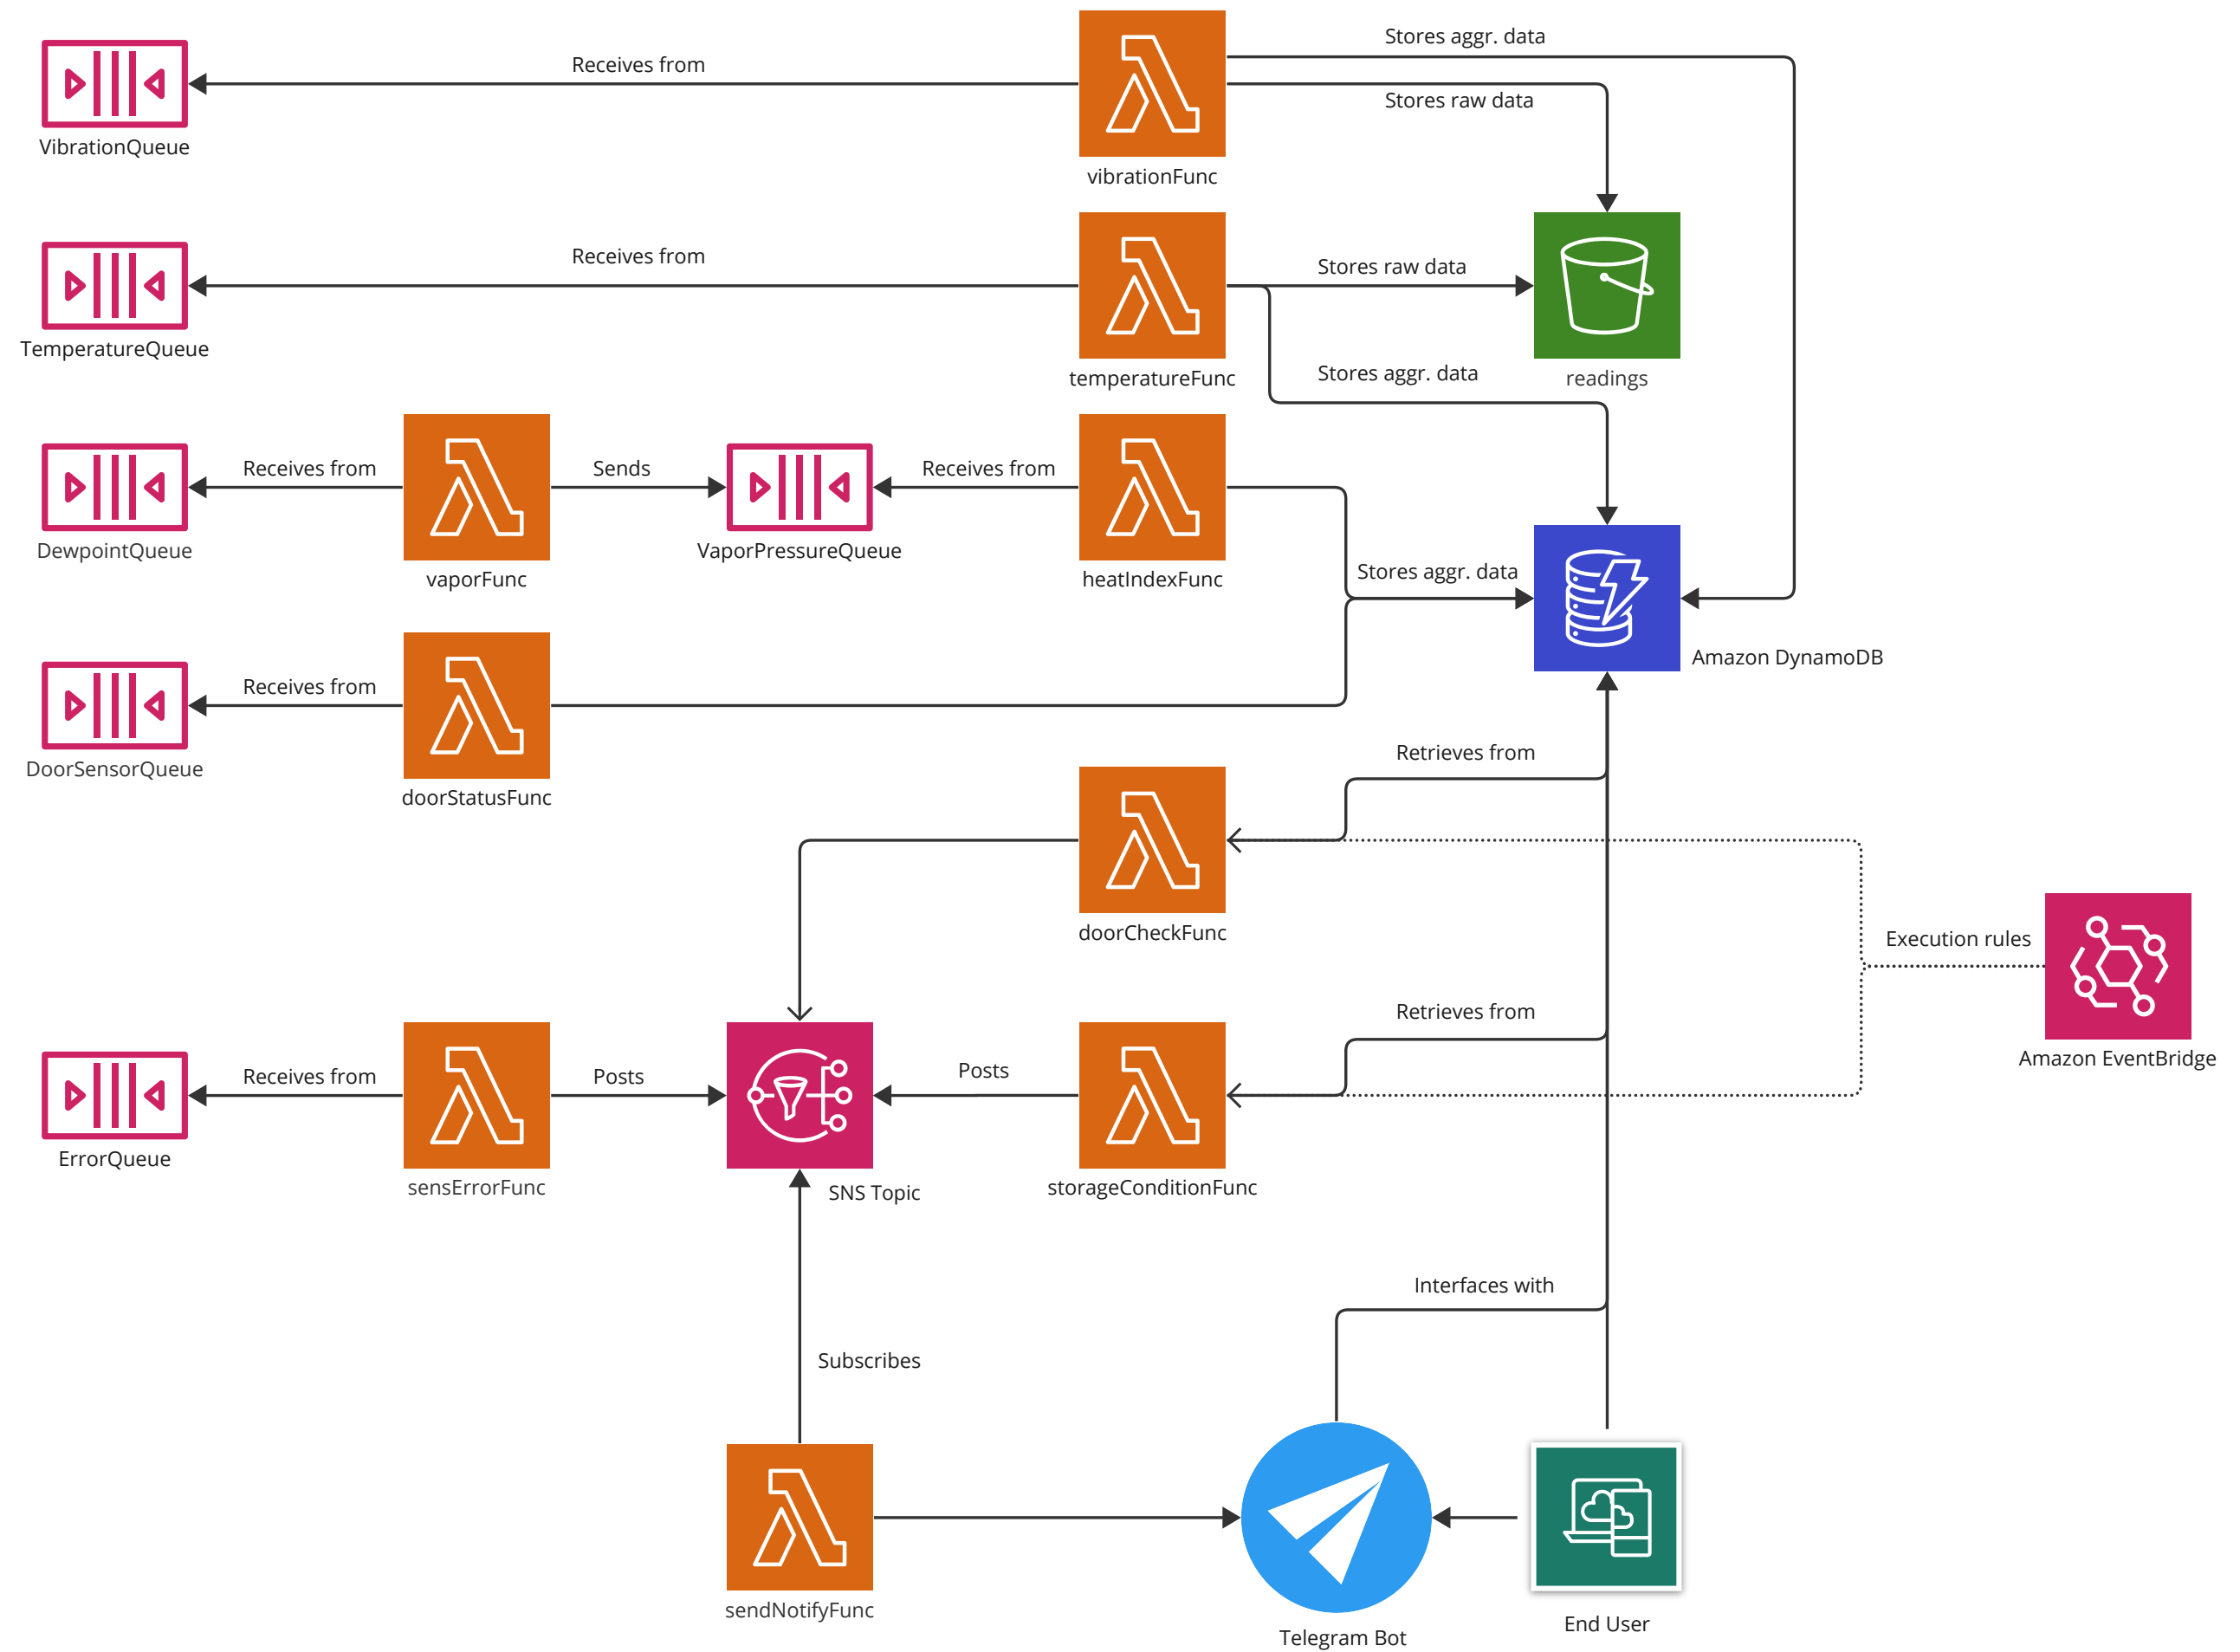 Stores aggr. data
Receives from
Stores raw data
VibrationQueue
vibrationFunc
Receives from
Stores raw data
TemperatureQueue
temperatureFunc
Stores aggr. data
readings
Receives from
Sends
Receives from
DewpointQueue
VaporPressureQueue
vaporFunc
heatIndexFunc
Stores aggr. data
Amazon DynamoDB
Receives from
DoorSensorQueue
doorStatusFunc
Retrieves from
doorCheckFunc
Execution rules
Retrieves from
Amazon EventBridge
Receives from
Posts
Posts
ErrorQueue
sensErrorFunc
SNS Topic
storageConditionFunc
Interfaces with
Subscribes
sendNotifyFunc
Telegram Bot
End User